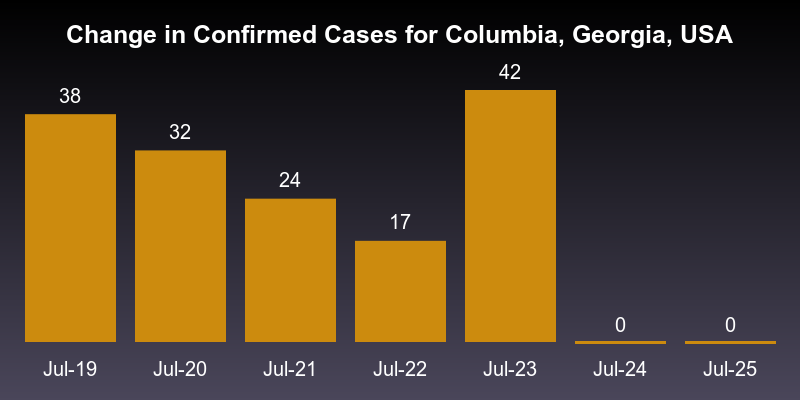 Change in Confirmed Cases for Columbia, Georgia, USA
38
32
24
17
42
0
0
Jul-19
Jul-20
Jul-21
Jul-22
Jul-23
Jul-24
Jul-25